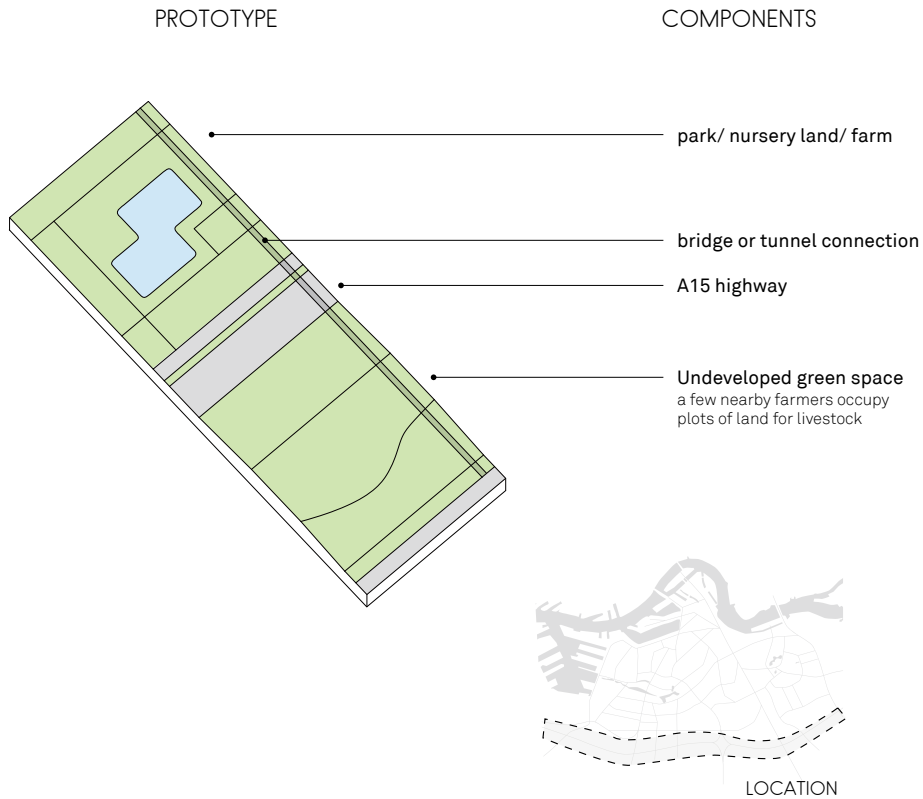 PROTOTYPE
COMPONENTS
park/ nursery land/ farm
bridge or tunnel connection
A15 highway
Undeveloped green space
a few nearby farmers occupy
plots of land for livestock
LOCATION